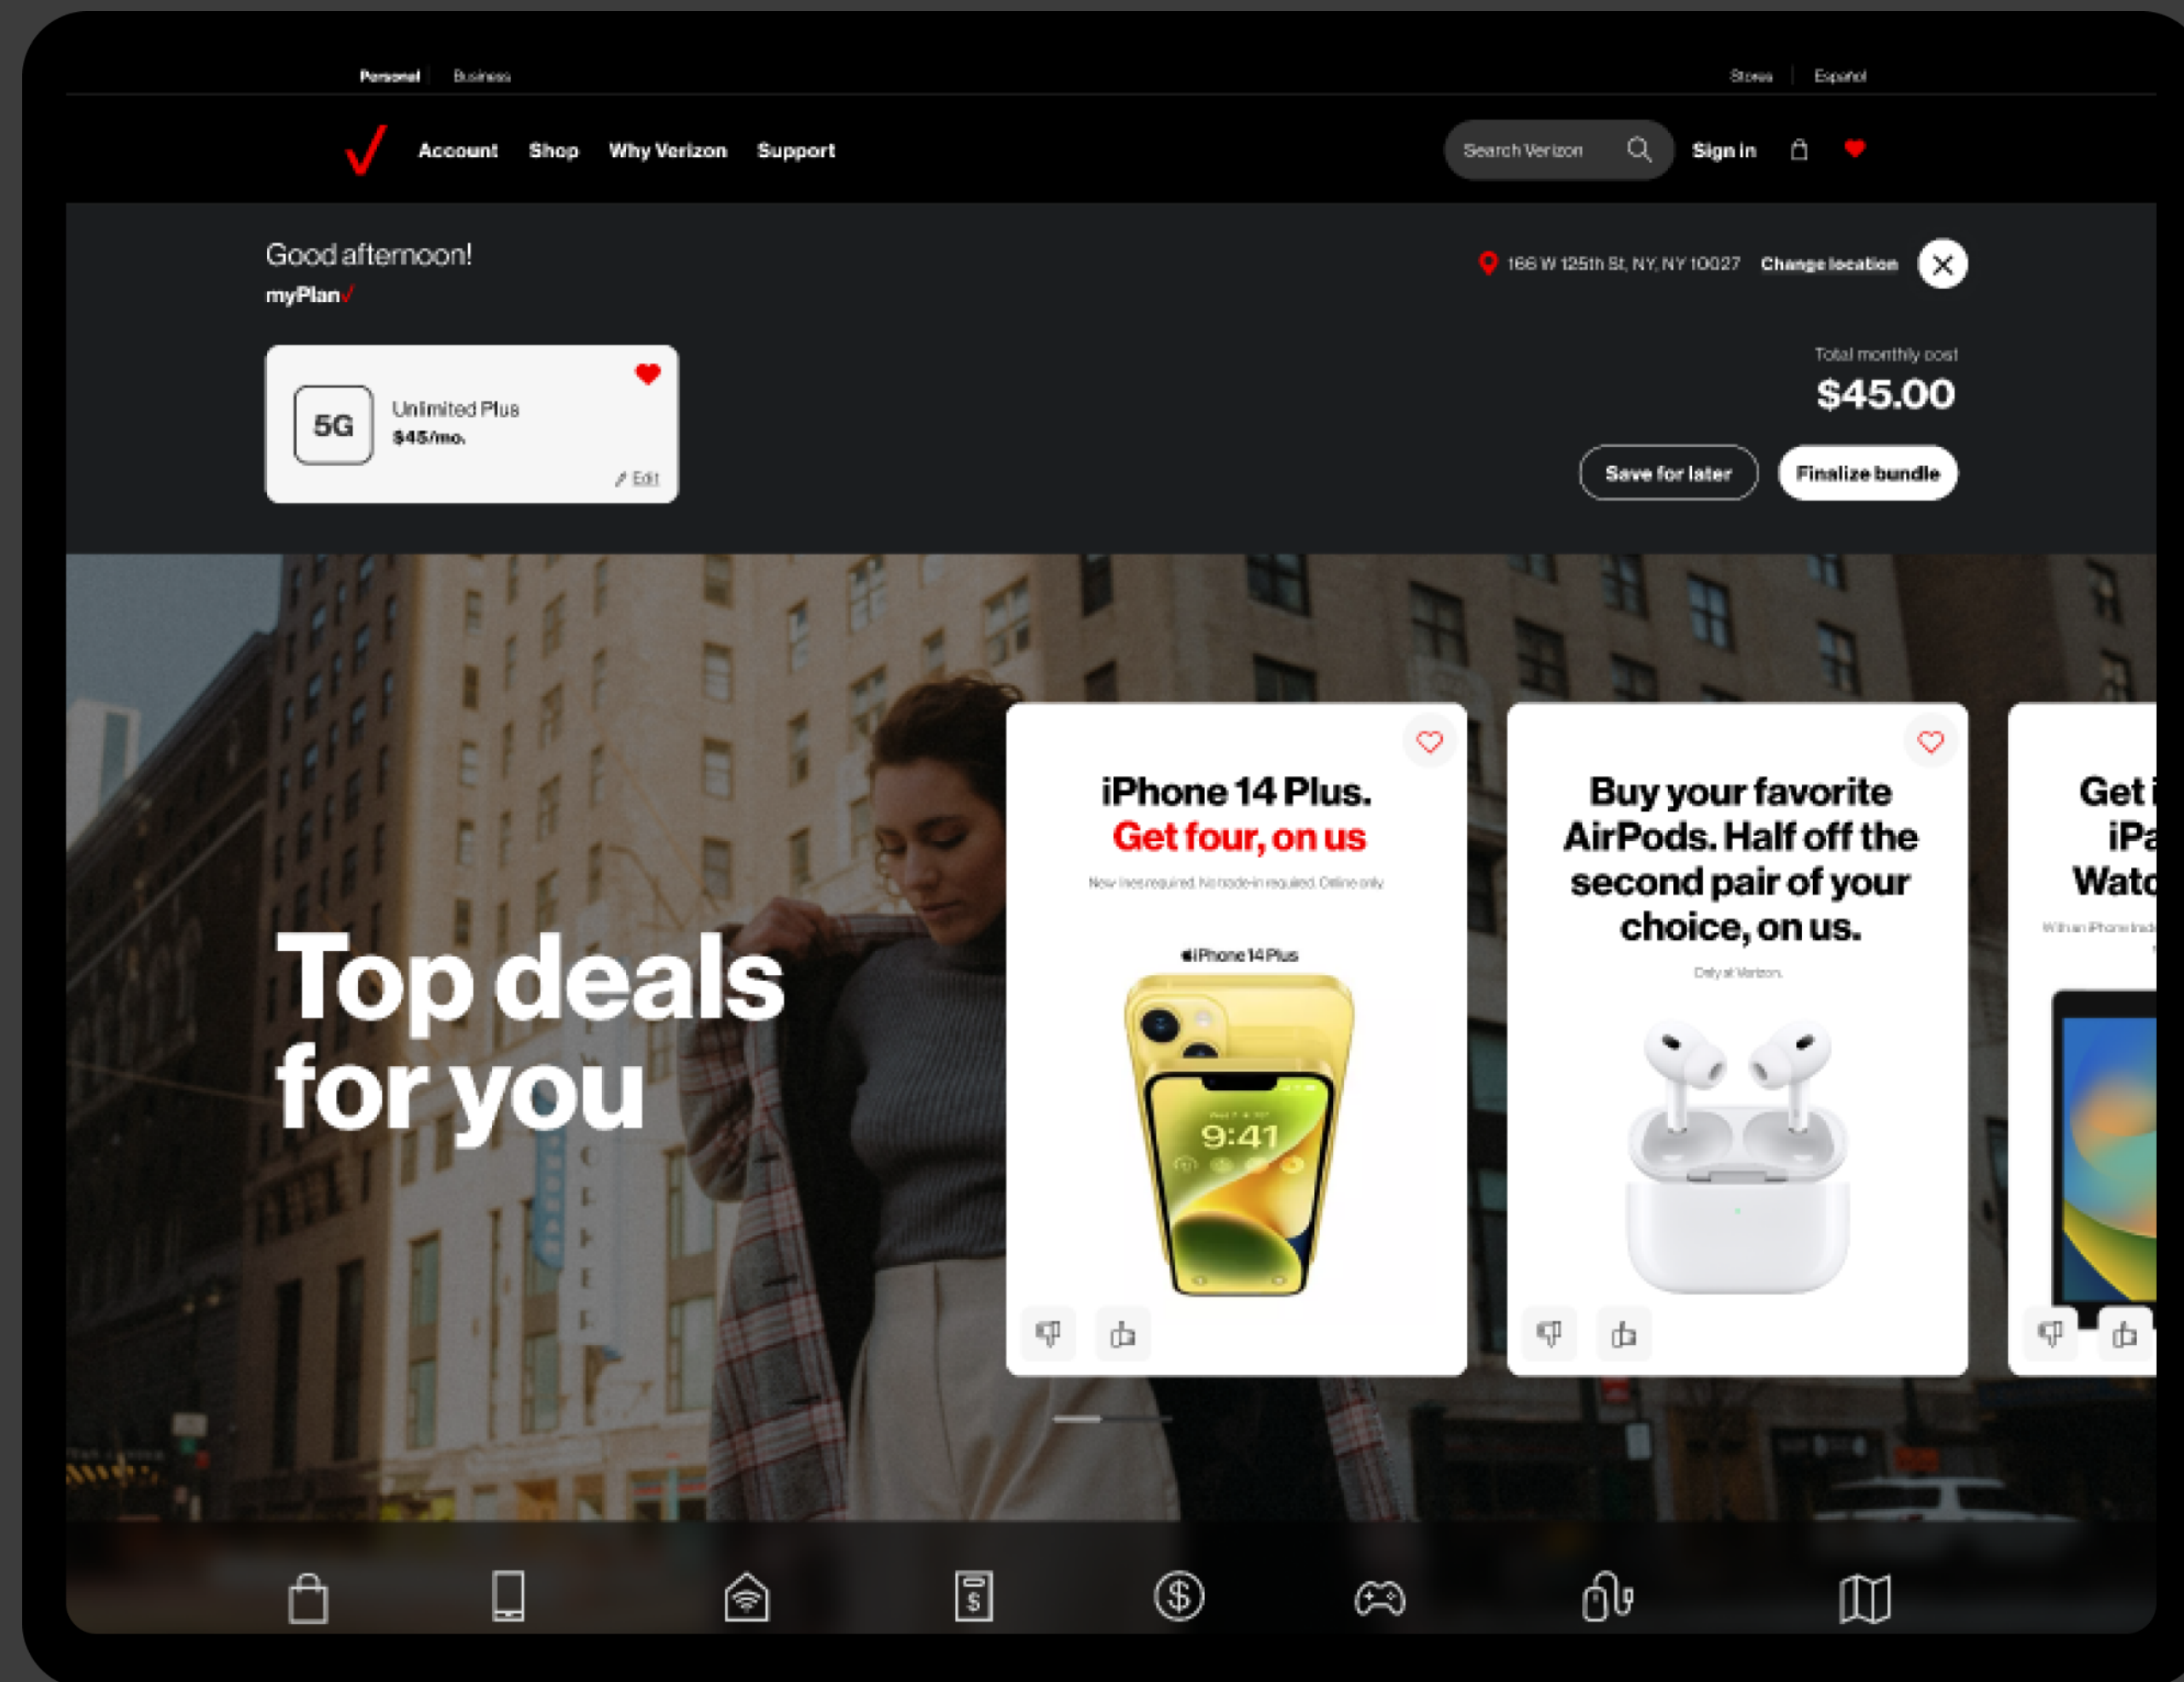 Personal
Business
Stores
Español
Account
Shop
Why Verizon
Support
Search Verizon
Sign in
Good afternoon!
myPlan
166 W 125th St, NY, NY 10027
Change location
5G
Unlimited Plus
$45/mo.
Edit
Total monthly cost
$45.00
Save for later
Finalize bundle
Top deals
for you
iPhone 14 Plus.
Get four, on us
New lines required. No trade-in required. Online only.
iPhone 14 Plus
9:41
Buy your favorite
AirPods. Half off the
second pair of your
choice, on us.
Only at Verizon.
Get